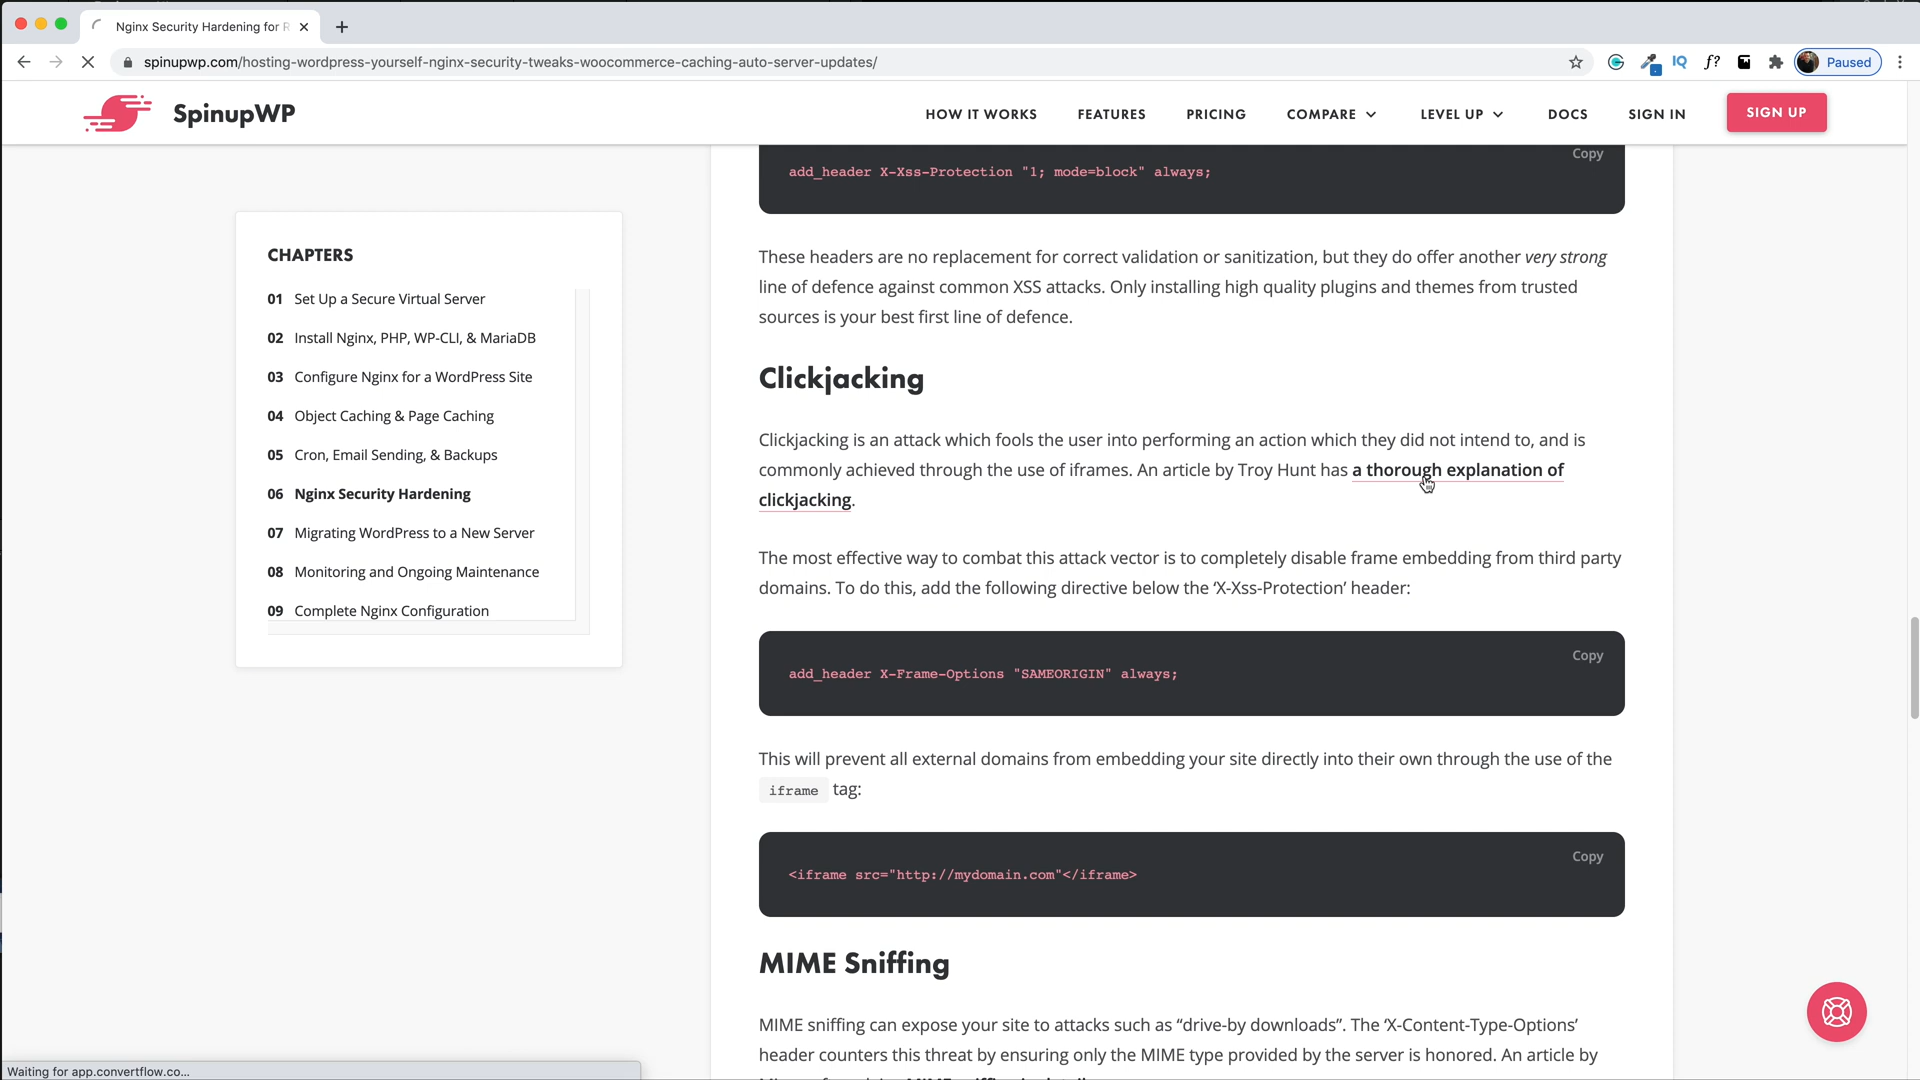 Nginx Security Hardening for R
spinupwp.com/hosting-wordpress-yourself-nginx-security-tweaks-woocommerce-caching-auto-server-updates/
IQ
f?
Paused
SpinupWP
HOW IT WORKS
FEATURES
PRICING
COMPARE
LEVEL UP
DOCS
SIGN IN
SIGN UP
CHAPTERS
01 Set Up a Secure Virtual Server
02 Install Nginx, PHP, WP-CLI, & MariaDB
03 Configure Nginx for a WordPress Site
04 Object Caching & Page Caching
05 Cron, Email Sending, & Backups
06 Nginx Security Hardening
07 Migrating WordPress to a New Server
08 Monitoring and Ongoing Maintenance
09 Complete Nginx Configuration
Copy
add_header X-Xss-Protection "1; mode=block" always;
These headers are no replacement for correct validation or sanitization, but they do offer another very strong
line of defence against common XSS attacks. Only installing high quality plugins and themes from trusted
sources is your best first line of defence.
Clickjacking
Clickjacking is an attack which fools the user into performing an action which they did not intend to, and is
commonly achieved through the use of iframes. An article by Troy Hunt has a thorough explanation of
clickjacking.
The most effective way to combat this attack vector is to completely disable frame embedding from third party
domains. To do this, add the following directive below the ‘X-Xss-Protection’ header:
Copy
add_header X-Frame-Options "SAMEORIGIN" always;
This will prevent all external domains from embedding your site directly into their own through the use of the
iframe tag:
Copy
<iframe src="http://mydomain.com"</iframe>
MIME Sniffing
MIME sniffing can expose your site to attacks such as “drive-by downloads”. The ‘X-Content-Type-Options’
header counters this threat by ensuring only the MIME type provided by the server is honored. An article by
Waiting for app.convertflow.co...